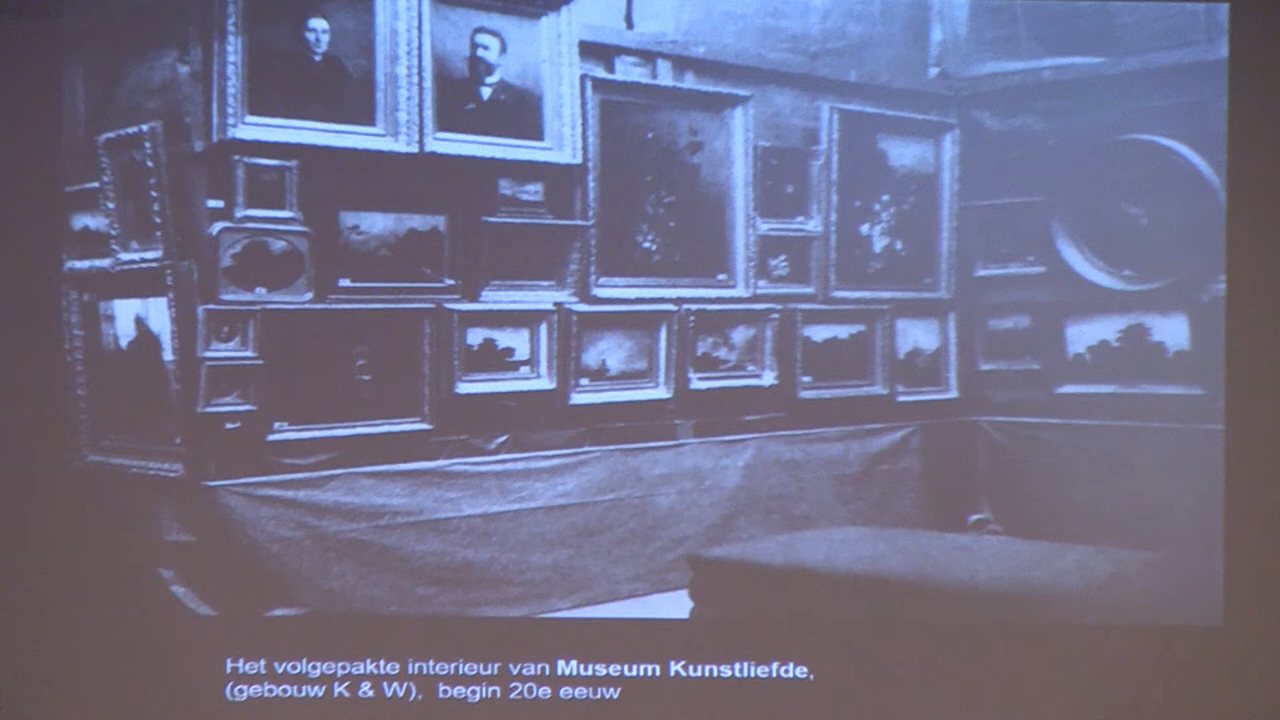 Het volgepakte interieur van Museum Kunstliefde,
(gebouw K & W), begin 20e eeuw